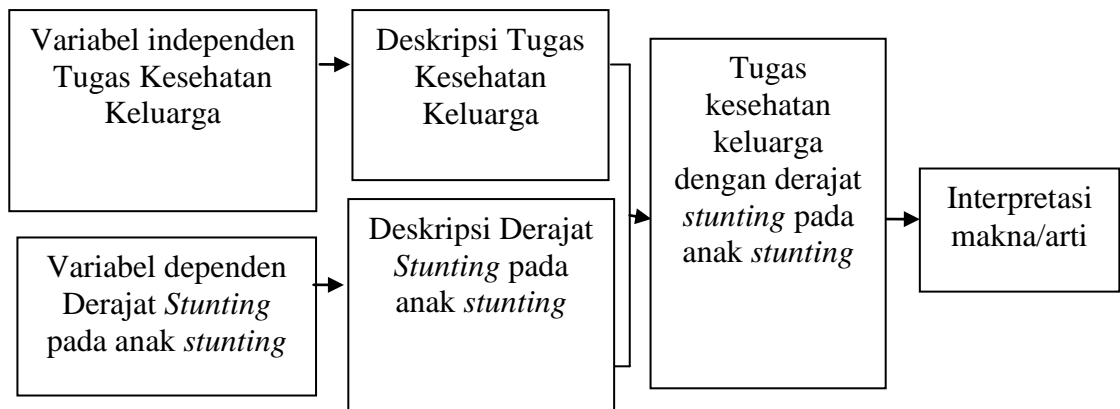 Variabel independen
Tugas Kesehatan
Keluarga
Deskripsi Tugas
Kesehatan
Keluarga
Variabel dependen
Derajat Stunting
pada anak stunting
Deskripsi Derajat
Stunting pada
anak stunting
Tugas
kesehatan
keluarga
dengan derajat
stunting pada
anak stunting
Interpretasi
makna/arti